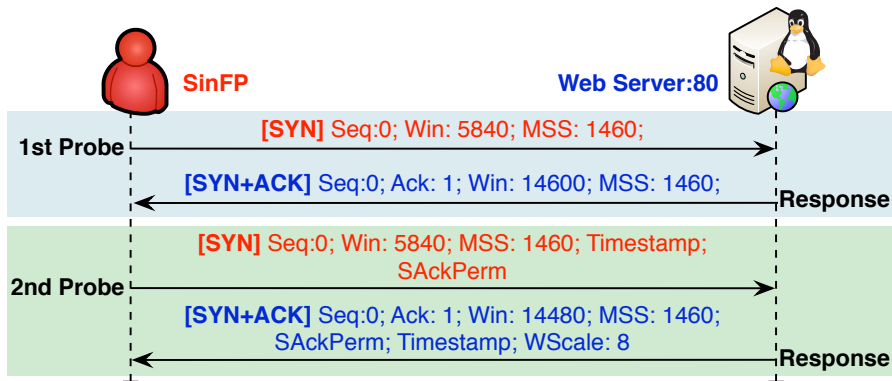 SinFP
Web Server:80
[SYN] Seq:0; Win: 5840; MSS: 1460;
1st Probe
[SYN+ACK] Seq:0; Ack: 1; Win: 14600; MSS: 1460;
Response
[SYN] Seq:0; Win: 5840; MSS: 1460; Timestamp;
SAckPerm
2nd Probe
[SYN+ACK] Seq:0; Ack: 1; Win: 14480; MSS: 1460;
SAckPerm; Timestamp; WScale: 8
Response